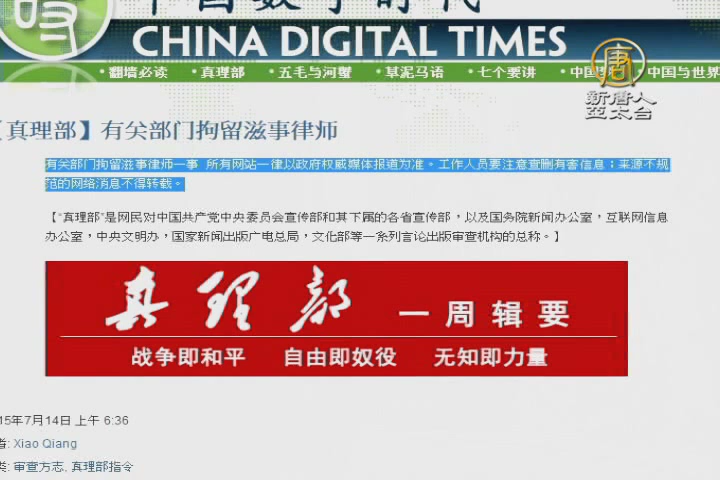 中国数字时代
CHINA DIGITAL TIMES
• 翻墙必读 • 真理部 • 五毛与河蟹 • 草泥马语 • 七个要讲 • 中国 中国与世界
新唐人
亞太台
【真理部】有关部门拘留滋事律师
有关部门拘留滋事律师一事 所有网站一律以政府权威媒体报道为准。工作人员要注意查删有害信息；来源不规
范的网络消息不得转载。
【“真理部”是网民对中国共产党中央委员会宣传部和其下属的各省宣传部，以及国务院新闻办公室，互联网信息
办公室，中央文明办，国家新闻出版广电总局，文化部等一系列言论出版审查机构的总称。】
真理部 一周辑要
战争即和平 自由即奴役 无知即力量
15年7月14日 上午 6:36
者: Xiao Qiang
类: 审查方志, 真理部指令